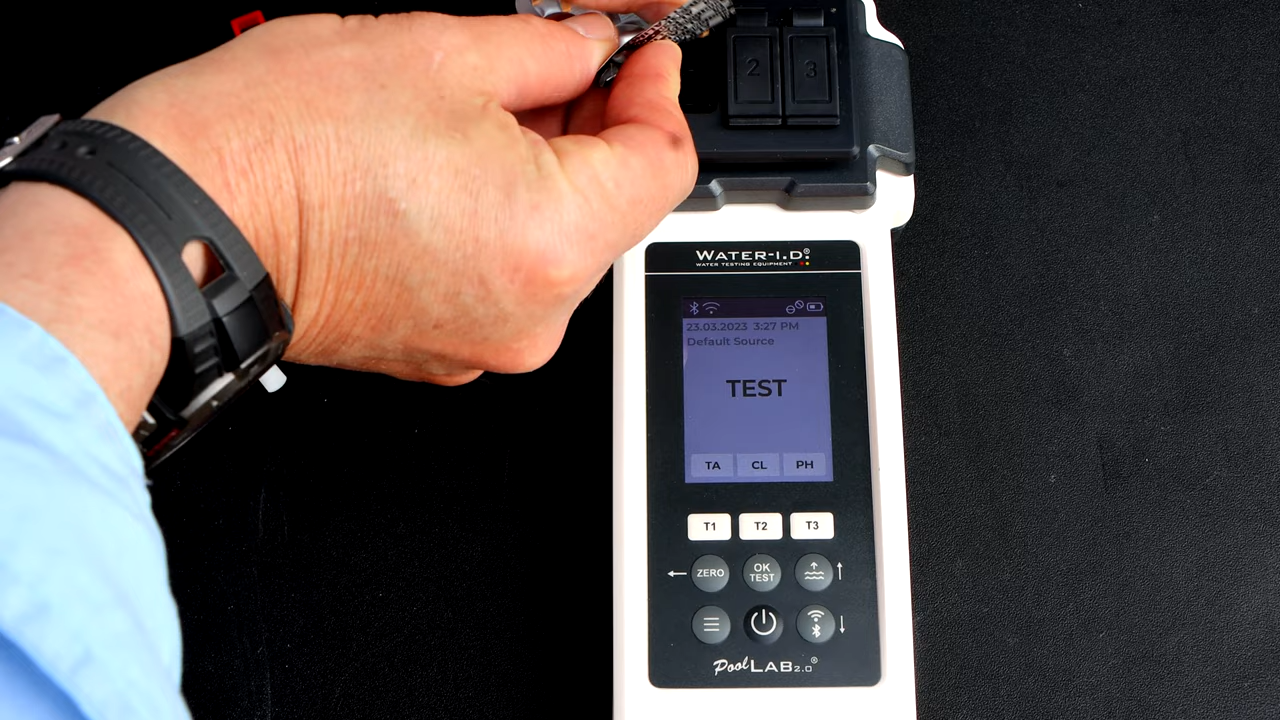 2 3
WATER-I.D.®
WATER TESTING EQUIPMENT
23.03.2023 3:27 PM
Default Source
TEST
TA CL PH
T1 T2 T3
ZERO OK TEST
PoolLAB 2.0®